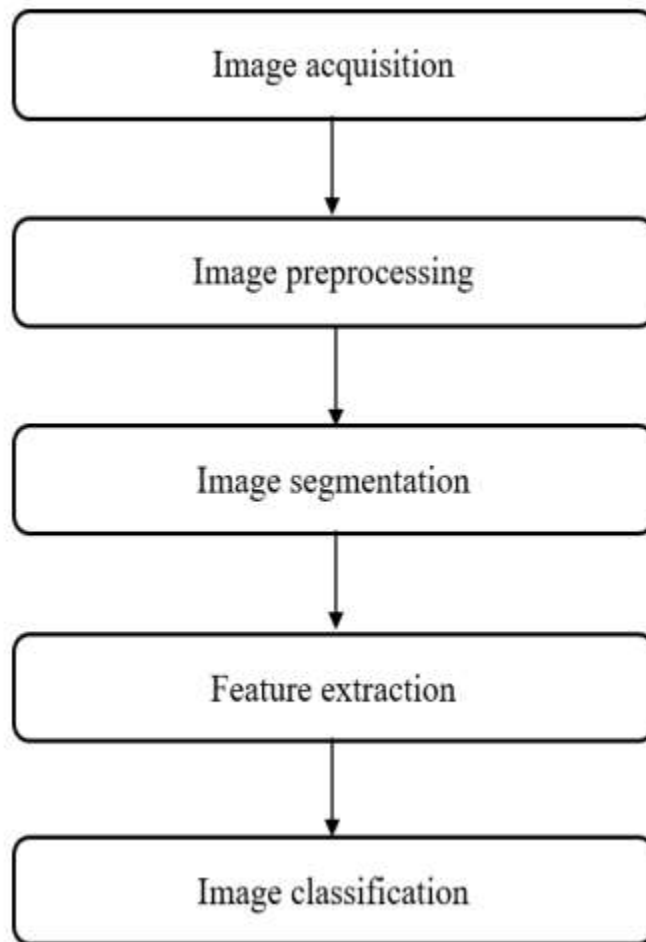 Image acquisition
Image preprocessing
Image segmentation
Feature extraction
Image classification